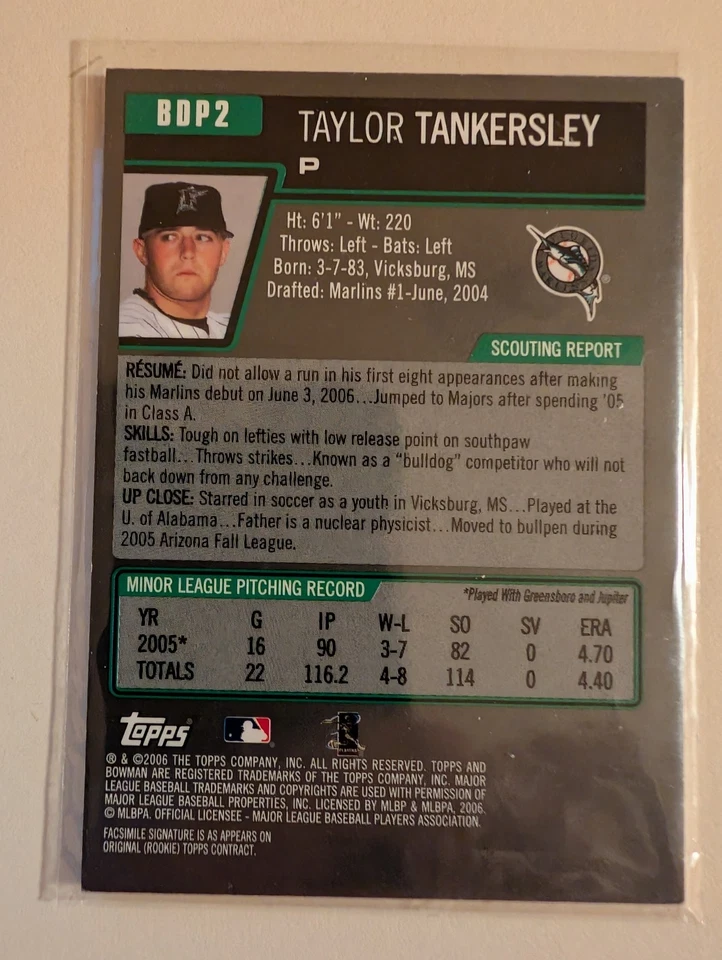 BDP2
TAYLOR TANKERSLEY
P
Ht: 6'1" - Wt: 220
Throws: Left - Bats: Left
Born: 3-7-83, Vicksburg, MS
Drafted: Marlins #1-June, 2004
SCOUTING REPORT
RÉSUMÉ: Did not allow a run in his first eight appearances after making
his Marlins debut on June 3, 2006...Jumped to Majors after spending '05
in Class A.
SKILLS: Tough on lefties with low release point on southpaw
fastball...Throws strikes...Known as a "bulldog" competitor who will not
back down from any challenge.
UP CLOSE: Starred in soccer as a youth in Vicksburg, MS...Played at the
U. of Alabama...Father is a nuclear physicist...Moved to bullpen during
2005 Arizona Fall League.
MINOR LEAGUE PITCHING RECORD *Played With Greensboro and Jupiter
YR G IP W-L SO SV ERA
2005* 16 90 3-7 82 0 4.70
TOTALS 22 116.2 4-8 114 0 4.40
TOPPS
® & ©2006 THE TOPPS COMPANY, INC. ALL RIGHTS RESERVED. TOPPS AND
BOWMAN ARE REGISTERED TRADEMARKS OF THE TOPPS COMPANY, INC. MAJOR
LEAGUE BASEBALL TRADEMARKS AND COPYRIGHTS ARE USED WITH PERMISSION OF
MAJOR LEAGUE BASEBALL PROPERTIES, INC. LICENSED BY MLBP & MLBPA. 2006.
© MLBPA. OFFICIAL LICENSEE - MAJOR LEAGUE BASEBALL PLAYERS ASSOCIATION.
FACSIMILE SIGNATURE IS AS APPEARS ON
ORIGINAL (ROOKIE) TOPPS CONTRACT.